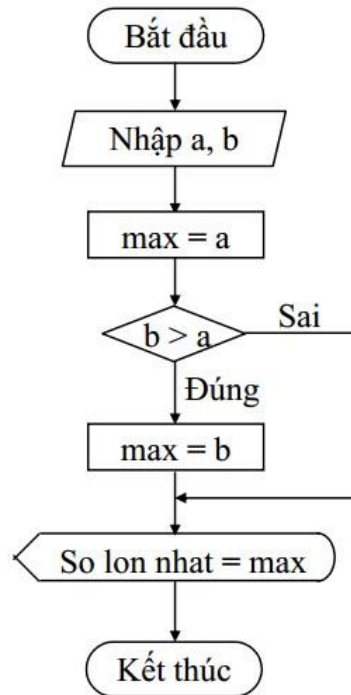 Bắt đầu
Nhập a, b
max = a
b > a
Sai
Đúng
max = b
So lon nhat = max
Kết thúc